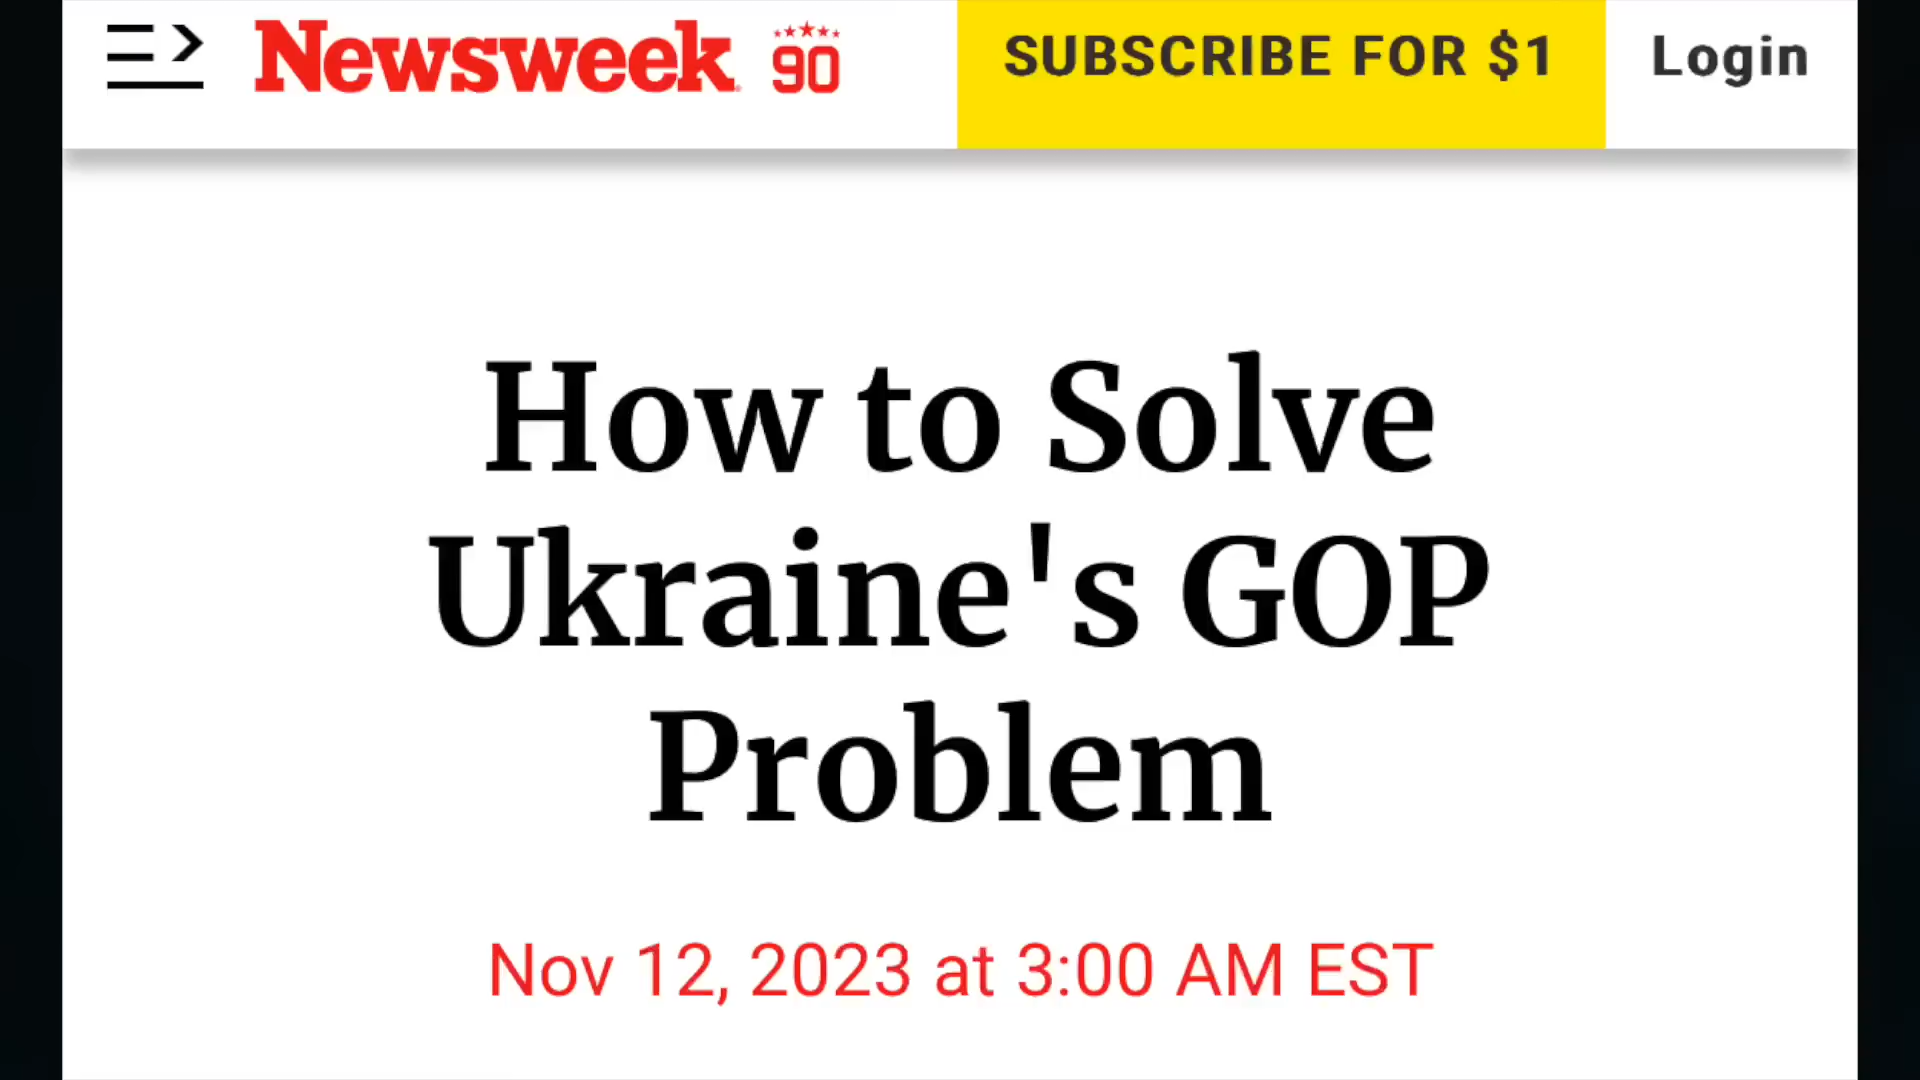 Newsweek 90 SUBSCRIBE FOR $1 Login
How to Solve
Ukraine's GOP
Problem
Nov 12, 2023 at 3:00 AM EST